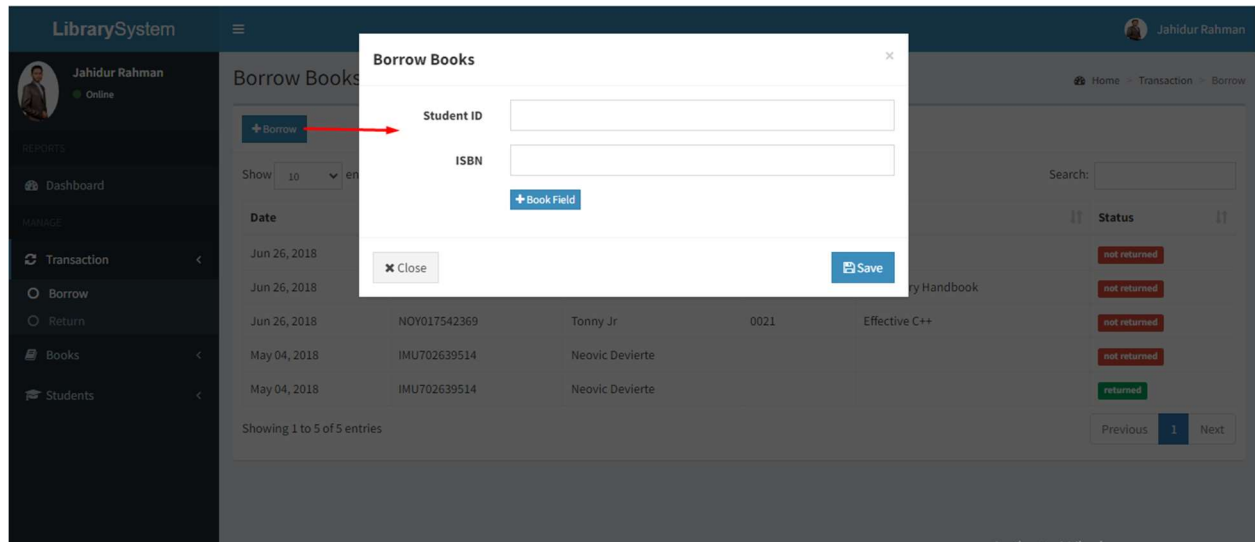 LibrarySystem
Jahidur Rahman
Jahidur Rahman
Online
REPORTS
Dashboard
MANAGE
Transaction
Borrow
Return
Books
Students
Borrow Books
Home > Transaction > Borrow
+Borrow
Show 10 en
Search:
Date Status
Jun 26, 2018 not returned
Jun 26, 2018 ry Handbook not returned
Jun 26, 2018 NOY017542369 Tonny Jr 0021 Effective C++ not returned
May 04, 2018 IMU702639514 Neovic Devierte not returned
May 04, 2018 IMU702639514 Neovic Devierte returned
Showing 1 to 5 of 5 entries
Previous 1 Next
Borrow Books ×
Student ID
ISBN
+Book Field
Close
Save